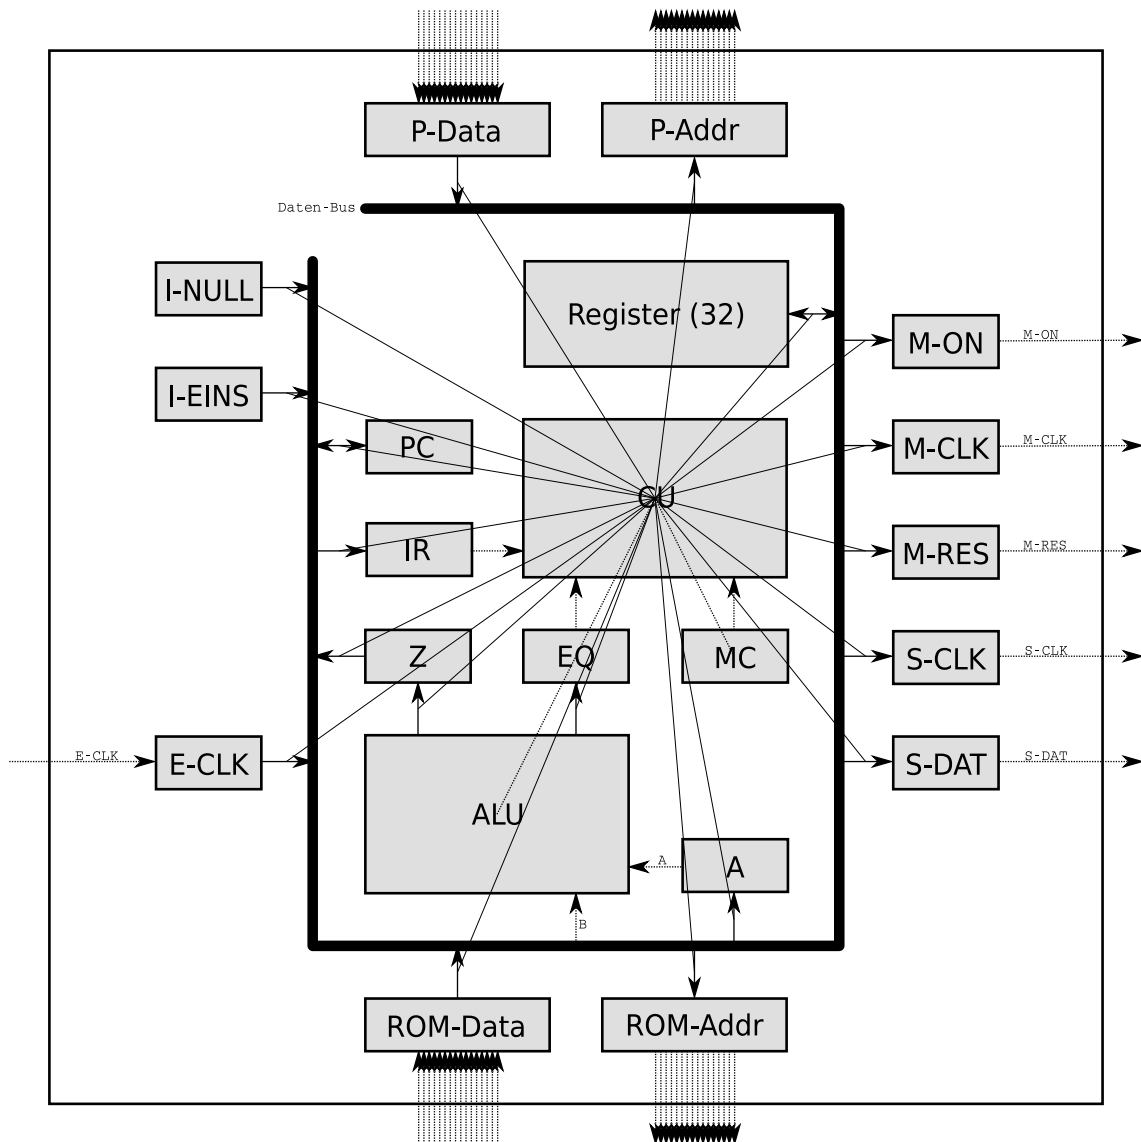 P-Data
P-Addr
Daten-Bus
I-NULL
Register (32)
M-ON
M-ON
I-EINS
PC
M-CLK
M-CLK
CU
IR
M-RES
M-RES
Z
EQ
MC
S-CLK
S-CLK
E-CLK
E-CLK
S-DAT
S-DAT
ALU
A
A
B
ROM-Data
ROM-Addr